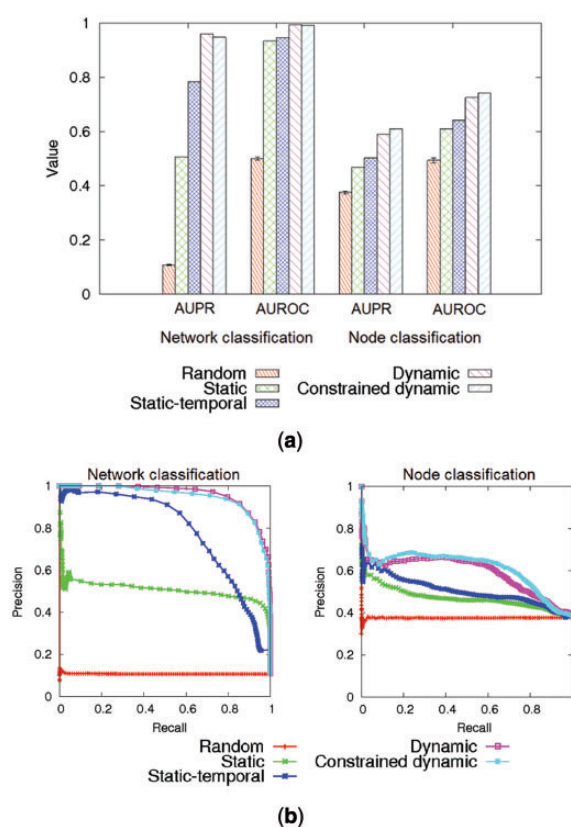 1
0.8
0.6
0.4
0.2
0
Value
AUPR AUROC AUPR AUROC
Network classification Node classification
Random
Static
Static-temporal
Dynamic
Constrained dynamic
(a)
Network classification
1
0.8
0.6
0.4
0.2
0
Precision
0 0.2 0.4 0.6 0.8 1
Recall
Node classification
1
0.8
0.6
0.4
0.2
0
Precision
0 0.2 0.4 0.6 0.8
Recall
Random
Static
Static-temporal
Dynamic
Constrained dynamic
(b)